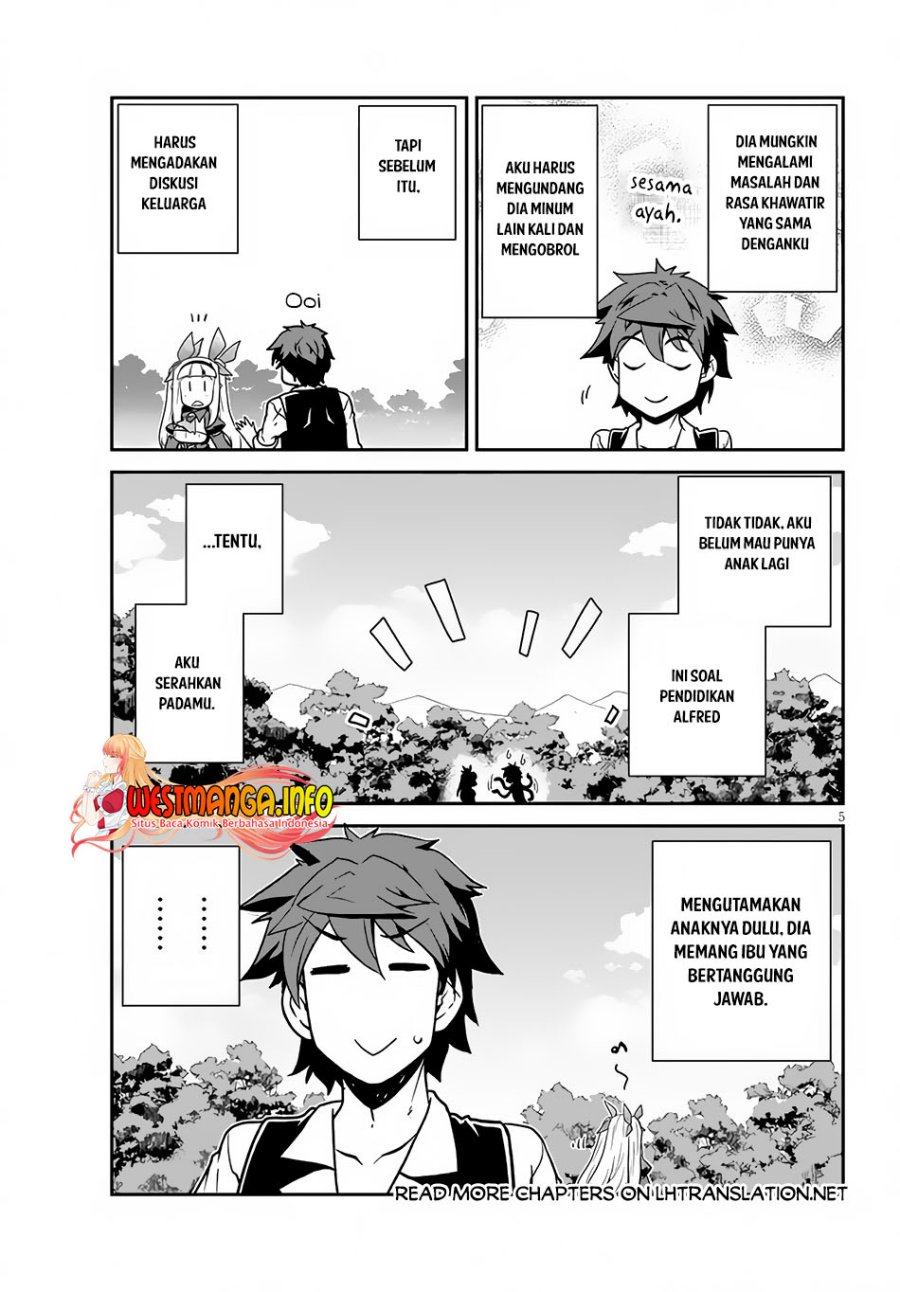 DIA MUNGKIN
MENGALAMI
MASALAH DAN
RASA KHAWATIR
YANG SAMA
DENGANKU
sesama
ayah.
AKU HARUS
MENGUNDANG
DIA MINUM
LAIN KALI DAN
MENGOBROL
TAPI
SEBELUM
ITU,
HARUS
MENGADAKAN
DISKUSI
KELUARGA
Ooi
TIDAK TIDAK, AKU
BELUM MAU PUNYA
ANAK LAGI
INI SOAL
PENDIDIKAN
ALFRED
...TENTU,
AKU
SERAHKAN
PADAMU.
WESTMANGA.INFO
Situs Baca Komik Berbahasa Indonesia
5
MENGUTAMAKAN
ANAKNYA DULU, DIA
MEMANG IBU YANG
BERTANGGUNG
JAWAB.
......
......
READ MORE CHAPTERS ON LHTRANSLATION.NET